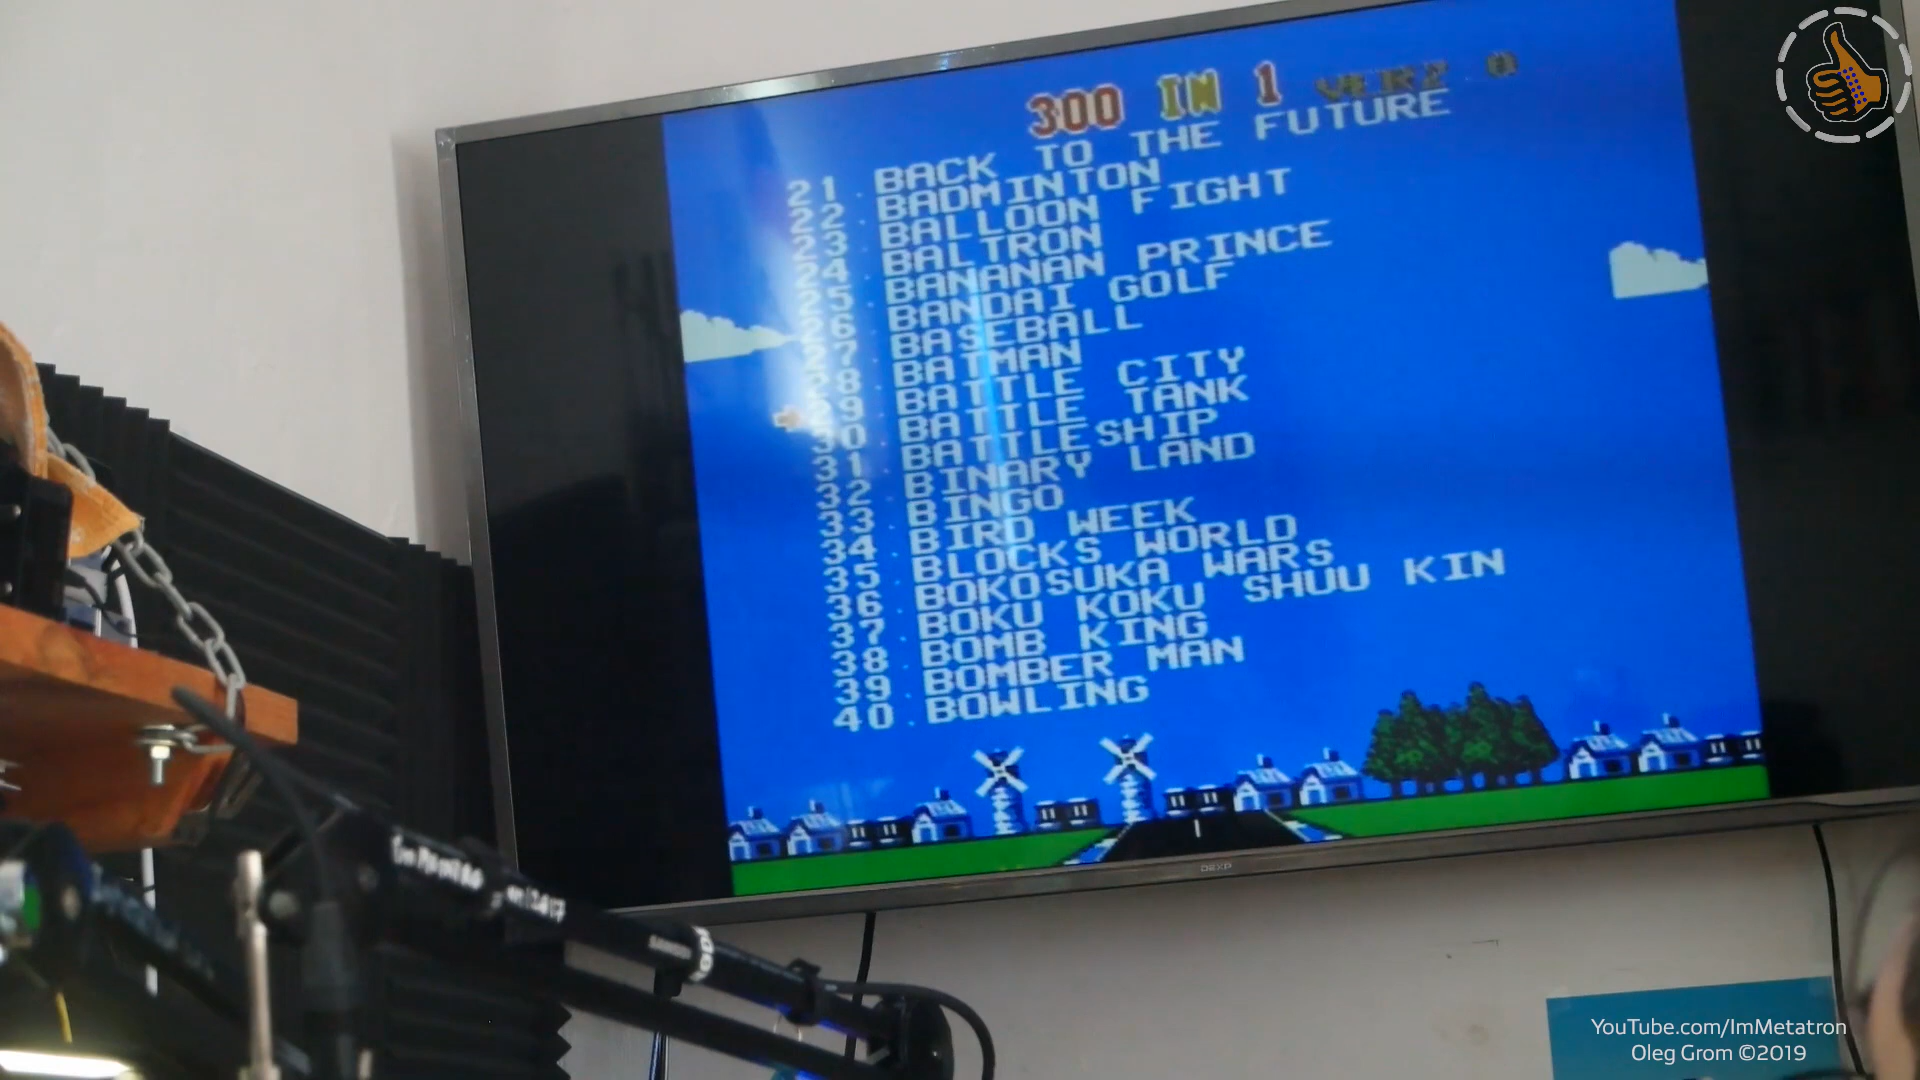 300 IN 1 VER2.0
21. BACK TO THE FUTURE
22. BADMINTON
23. BALLOON FIGHT
24. BALTRON
25. BANANAN PRINCE
26. BANDAI GOLF
27. BASEBALL
28. BATMAN
29. BATTLE CITY
30. BATTLE TANK
31. BATTLESHIP
32. BINARY LAND
33. BINGO
34. BIRD WEEK
35. BLOCKS WORLD
36. BOKOSUKA WARS
37. BOKU KOKU SHUU KIN
38. BOMB KING
39. BOMBER MAN
40. BOWLING
DEXP
YouTube.com/ImMetatron
Oleg Grom ©2019